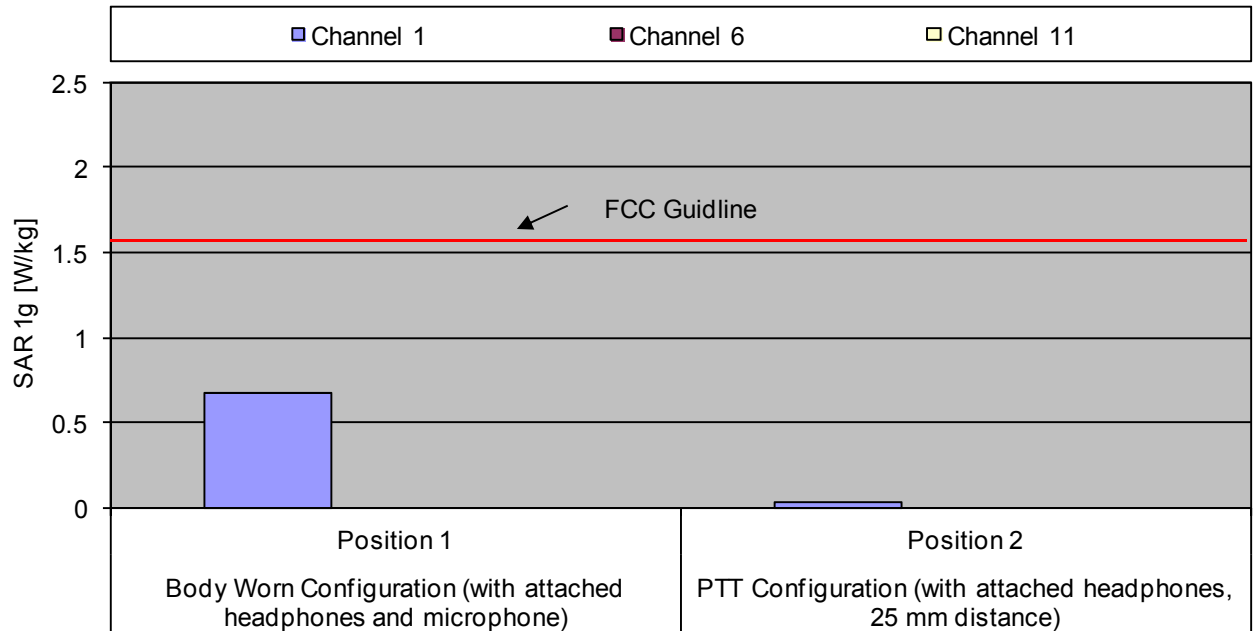 Channel 1 Channel 6 Channel 11
2.5
2
FCC Guidline
1.5
1
0.5
0
SAR 1g [W/kg]
Position 1
Body Worn Configuration (with attached
headphones and microphone)
Position 2
PTT Configuration (with attached headphones,
25 mm distance)